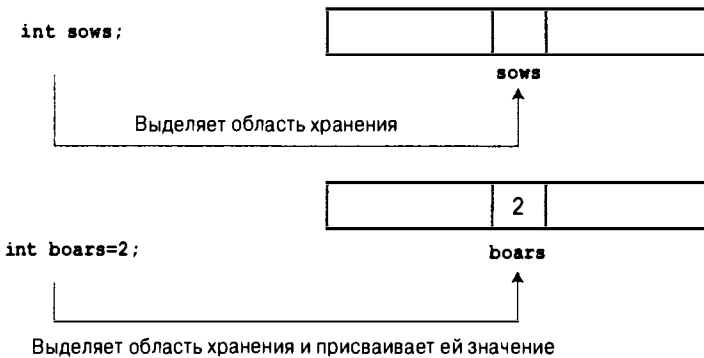 int sows;
sows
Выделяет область хранения
2
int boars=2;
boars
Выделяет область хранения и присваивает ей значение